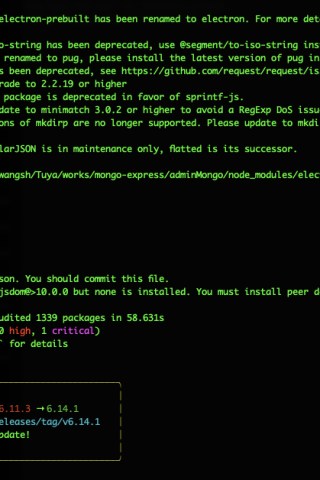 electron-prebuilt has been renamed to electron. For more det
o-string has been deprecated, use @segment/to-iso-string ins
renamed to pug, please install the latest version of pug in
s been deprecated, see https://github.com/request/request/is
rade to 2.2.19 or higher
package is deprecated in favor of sprintf-js.
date to minimatch 3.0.2 or higher to avoid a RegExp DoS issu
ons of mkdirp are no longer supported. Please update to mkdi
larJSON is in maintenance only, flatted is its successor.
wangsh/Tuya/works/mongo-express/adminMongo/node_modules/elec
son. You should commit this file.
jsdom@>10.0.0 but none is installed. You must install peer d
udited 1339 packages in 58.631s
0 high, 1 critical)
` for details
6.11.3 → 6.14.1
eleases/tag/v6.14.1
pdate!